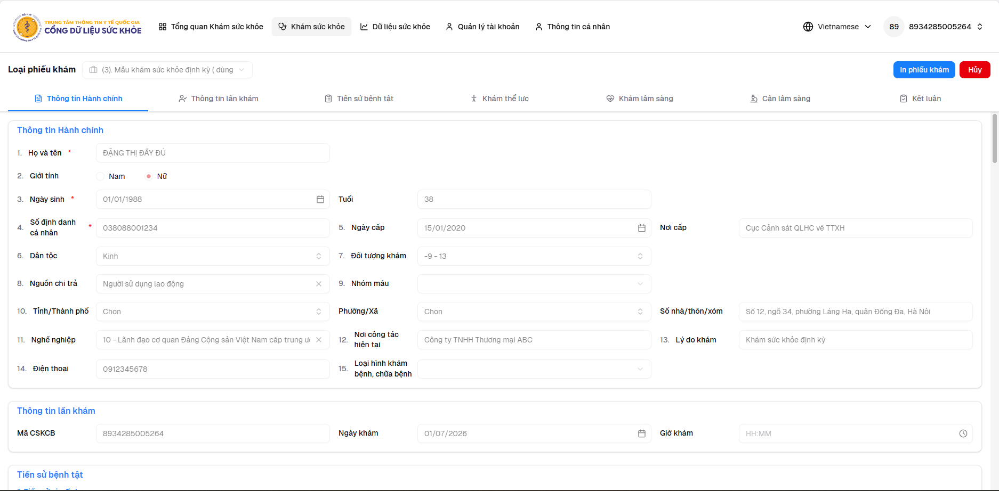 BỘ Y TẾ
TRUNG TÂM THÔNG TIN Y TẾ QUỐC GIA
CỔNG DỮ LIỆU SỨC KHỎE
Tổng quan Khám sức khỏe
Khám sức khỏe
Dữ liệu sức khỏe
Quản lý tài khoản
Thông tin cá nhân
Vietnamese
89
8934285005264
Loại phiếu khám
(3). Mẫu khám sức khỏe định kỳ ( dùng
In phiếu khám
Hủy
Thông tin Hành chính
Thông tin lần khám
Tiền sử bệnh tật
Khám thể lực
Khám lâm sàng
Cận lâm sàng
Kết luận
Thông tin Hành chính
1. Họ và tên *
ĐẶNG THỊ ĐẦY ĐỦ
2. Giới tính
Nam
Nữ
3. Ngày sinh *
01/01/1988
Tuổi
38
4. Số định danh cá nhân *
038088001234
5. Ngày cấp
15/01/2020
Nơi cấp
Cục Cảnh sát QLHC về TTXH
6. Dân tộc
Kinh
7. Đối tượng khám
-9 - 13
8. Nguồn chi trả
Người sử dụng lao động
9. Nhóm máu
10. Tỉnh/Thành phố
Chọn
Phường/Xã
Chọn
Số nhà/thôn/xóm
Số 12, ngõ 34, phường Láng Hạ, quận Đống Đa, Hà Nội
11. Nghề nghiệp
10 - Lãnh đạo cơ quan Đảng Cộng sản Việt Nam cấp trung ươ
12. Nơi công tác hiện tại
Công ty TNHH Thương mại ABC
13. Lý do khám
Khám sức khỏe định kỳ
14. Điện thoại
0912345678
15. Loại hình khám bệnh, chữa bệnh
Thông tin lần khám
Mã CSKCB
8934285005264
Ngày khám
01/07/2026
Giờ khám
HH:MM
Tiền sử bệnh tật